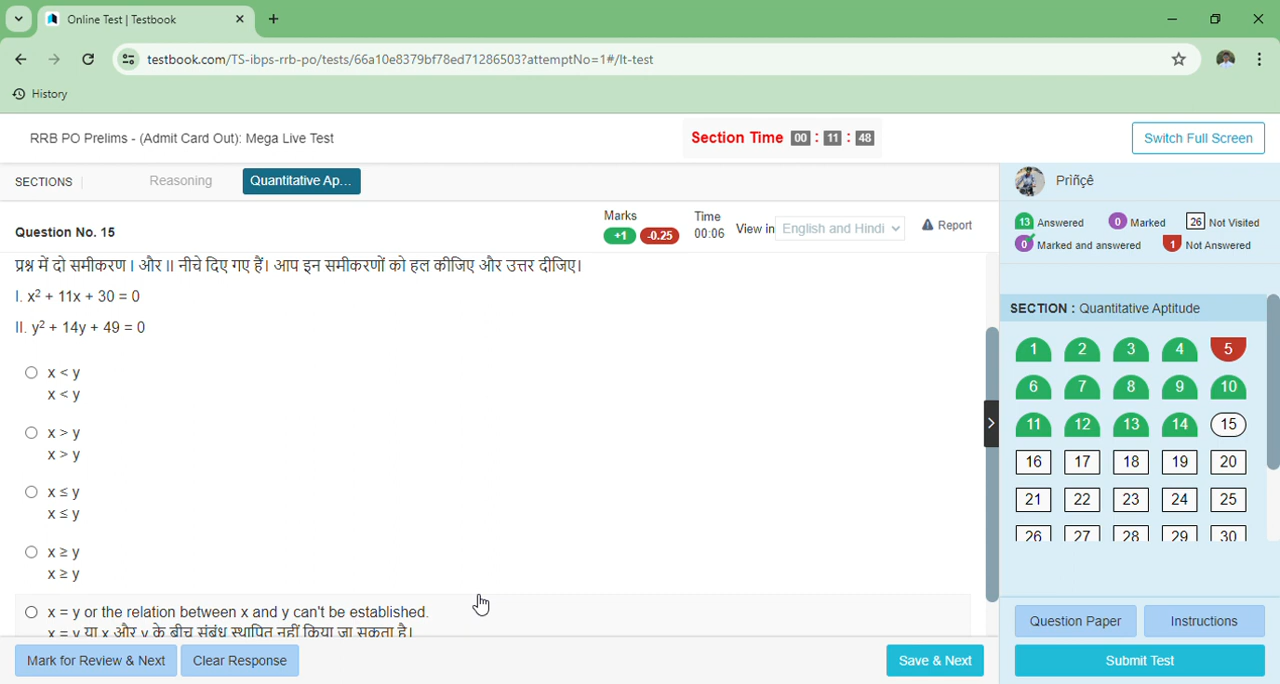 Online Test | Testbook
testbook.com/TS-ibps-rrb-po/tests/66a10e8379bf78ed71286503?attemptNo=1#/lt-test
History
RRB PO Prelims - (Admit Card Out): Mega Live Test
Section Time 00 : 11 : 48
Switch Full Screen
SECTIONS
Reasoning
Quantitative Ap...
Prìñçê
Question No. 15
Marks
+1 -0.25
Time
00:06
View in English and Hindi
Report
13 Answered
0 Marked
26 Not Visited
0 Marked and answered
1 Not Answered
प्रश्न में दो समीकरण I और II नीचे दिए गए हैं। आप इन समीकरणों को हल कीजिए और उत्तर दीजिए।
I. x² + 11x + 30 = 0
II. y² + 14y + 49 = 0
x < y
x < y
x > y
x > y
x ≤ y
x ≤ y
x ≥ y
x ≥ y
x = y or the relation between x and y can't be established.
x = y या x और y के बीच संबंध स्थापित नहीं किया जा सकता है।
SECTION : Quantitative Aptitude
1 2 3 4 5
6 7 8 9 10
11 12 13 14 15
16 17 18 19 20
21 22 23 24 25
26 27 28 29 30
Mark for Review & Next
Clear Response
Save & Next
Question Paper
Instructions
Submit Test